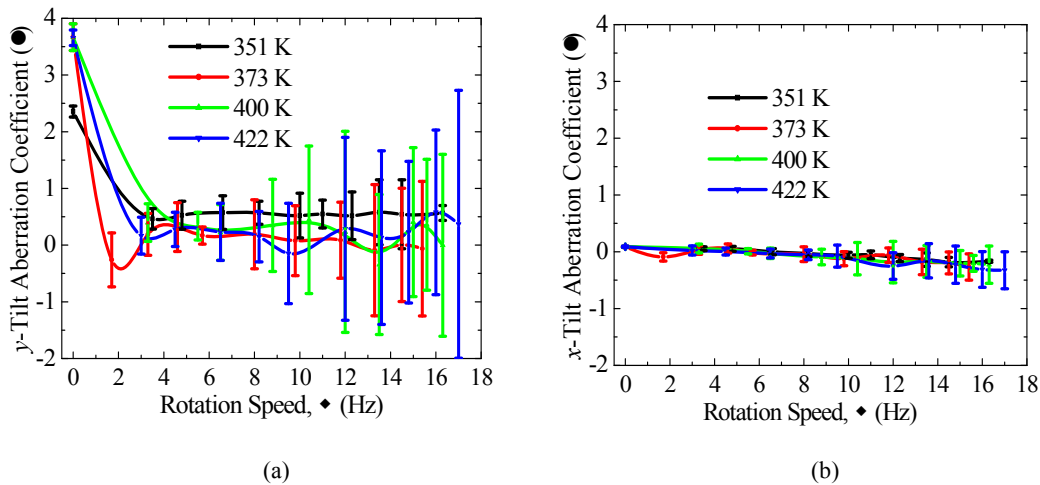 y-Tilt Aberration Coefficient (●)
4
3
2
1
0
-1
-2
351 K
373 K
400 K
422 K
0 2 4 6 8 10 12 14 16 18
Rotation Speed, ◆ (Hz)
(a)
x-Tilt Aberration Coefficient (●)
4
3
2
1
0
-1
-2
351 K
373 K
400 K
422 K
0 2 4 6 8 10 12 14 16 18
Rotation Speed, ◆ (Hz)
(b)